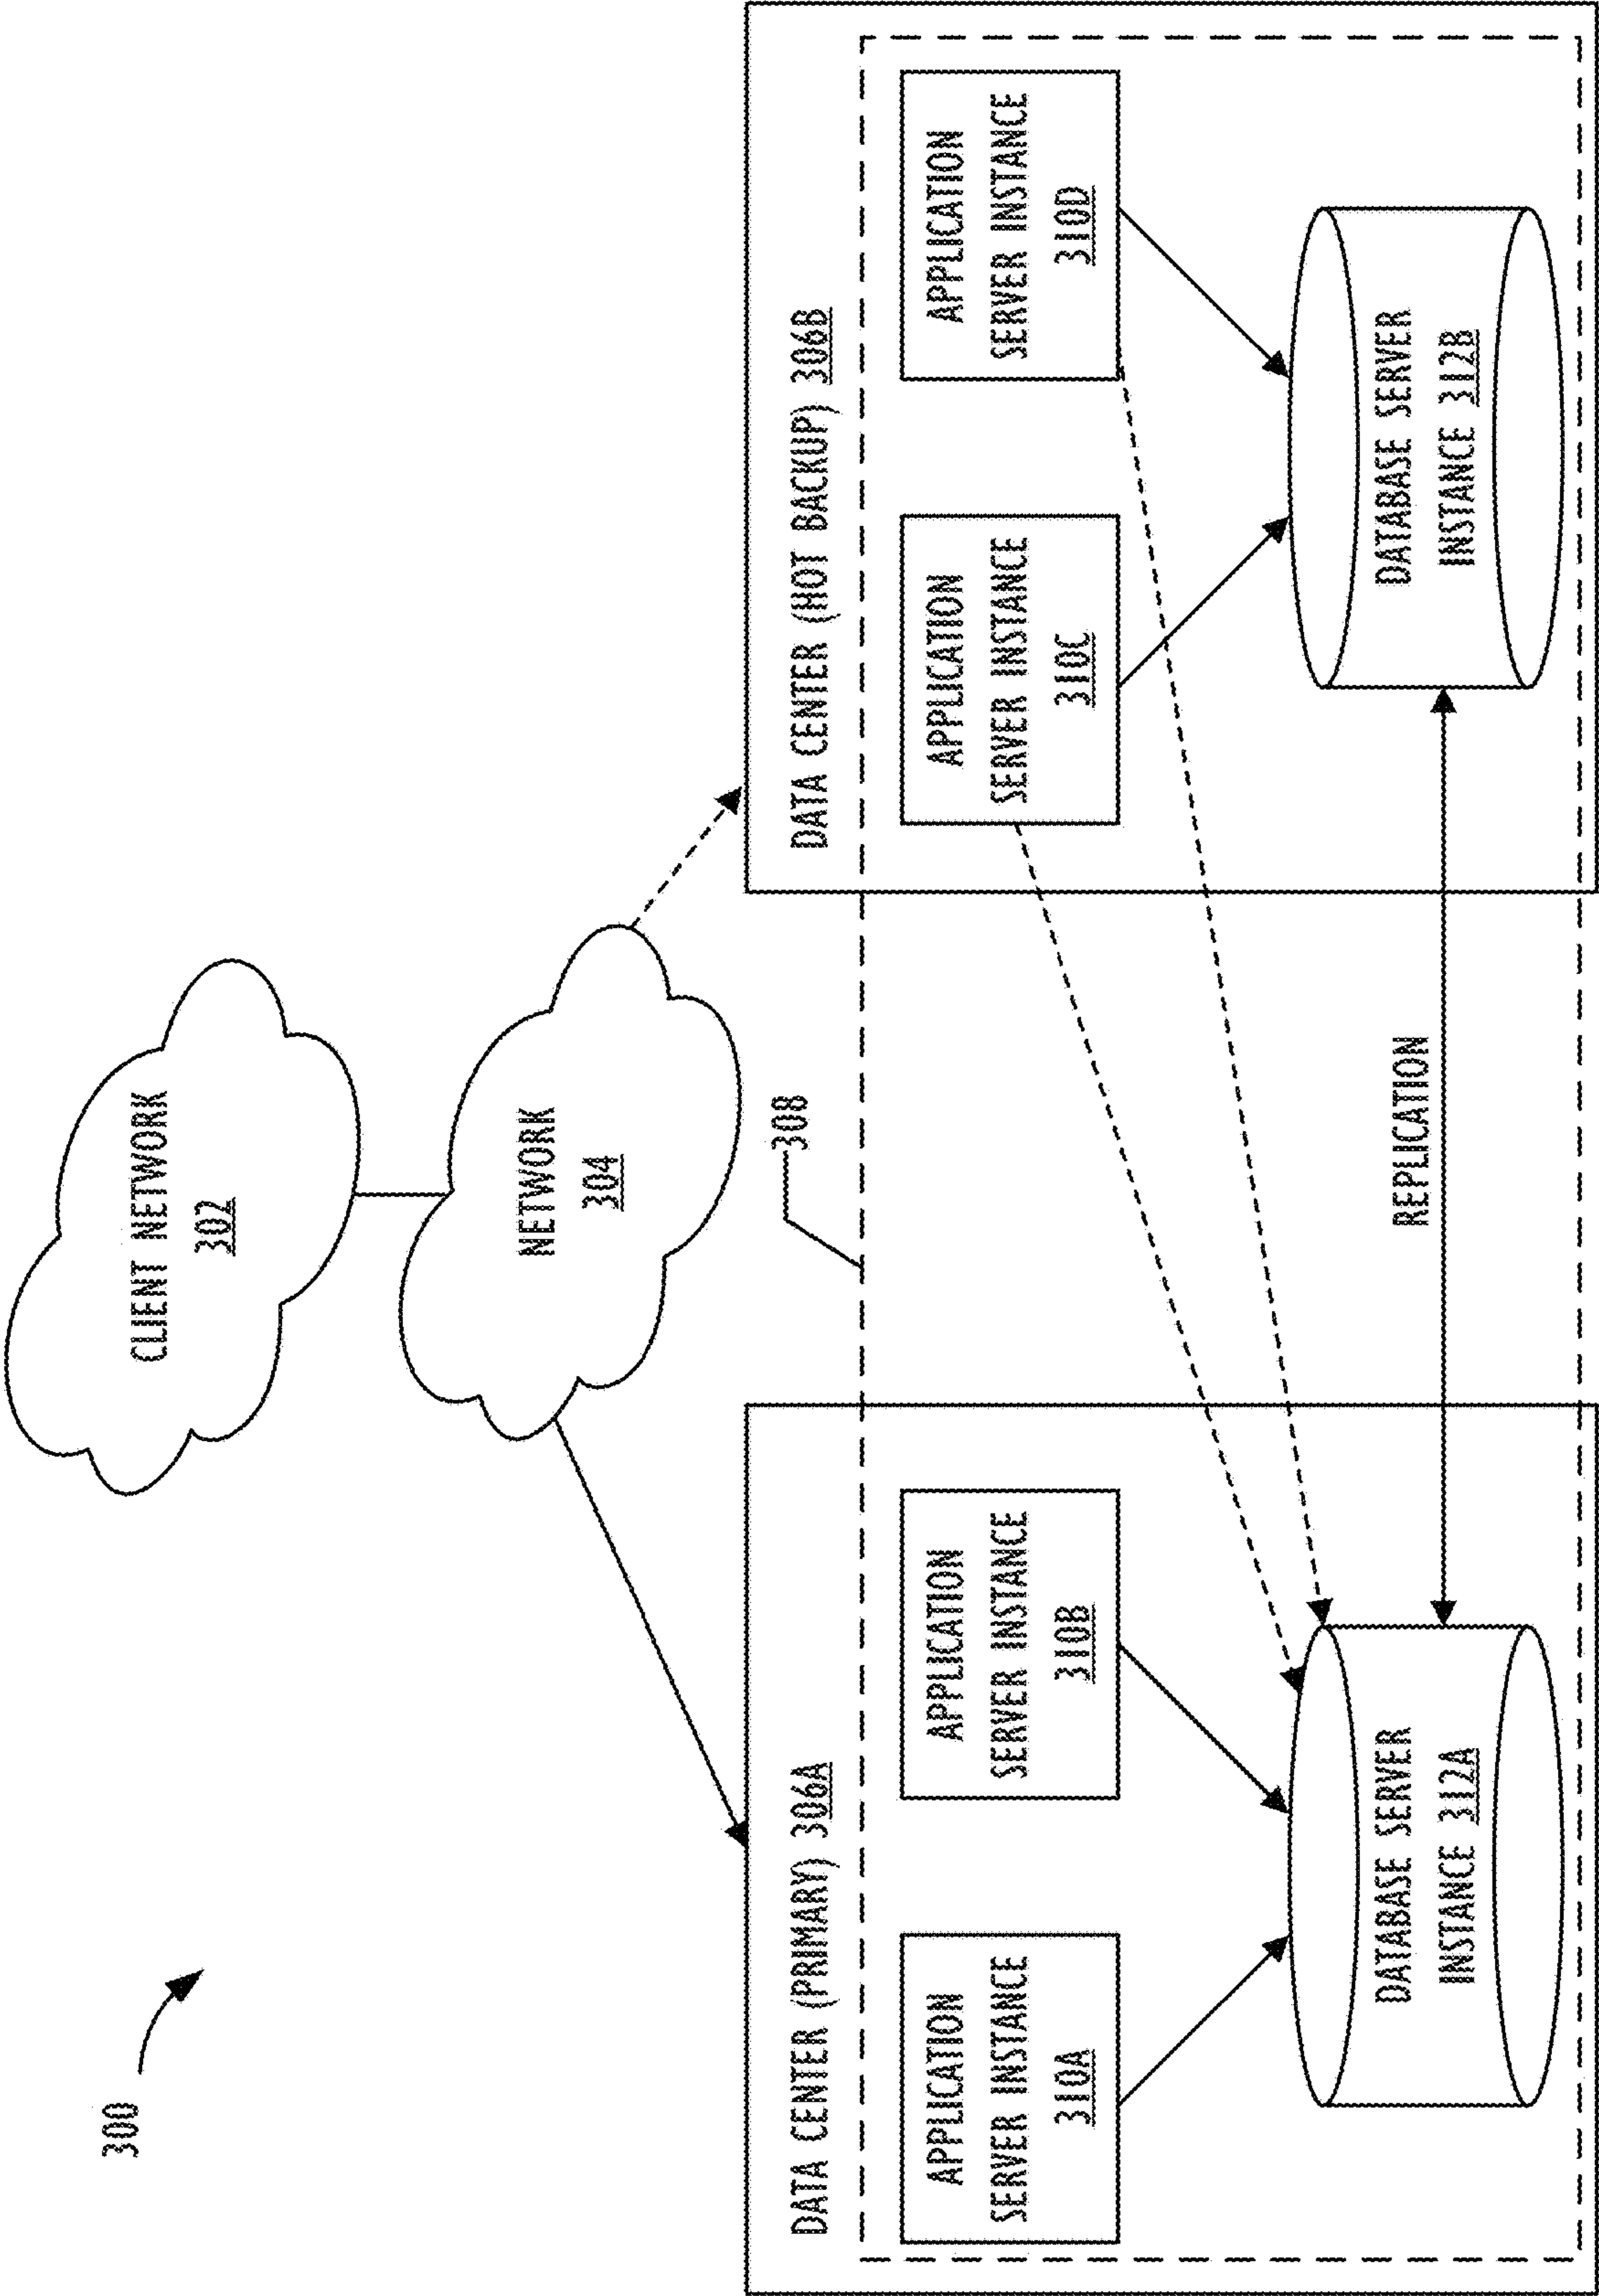 300
CLIENT NETWORK
302
NETWORK
304
308
DATA CENTER (PRIMARY) 306A
APPLICATION
SERVER INSTANCE
310A
APPLICATION
SERVER INSTANCE
310B
DATABASE SERVER
INSTANCE 312A
REPLICATION
DATA CENTER (HOT BACKUP) 306B
APPLICATION
SERVER INSTANCE
310C
APPLICATION
SERVER INSTANCE
310D
DATABASE SERVER
INSTANCE 312B